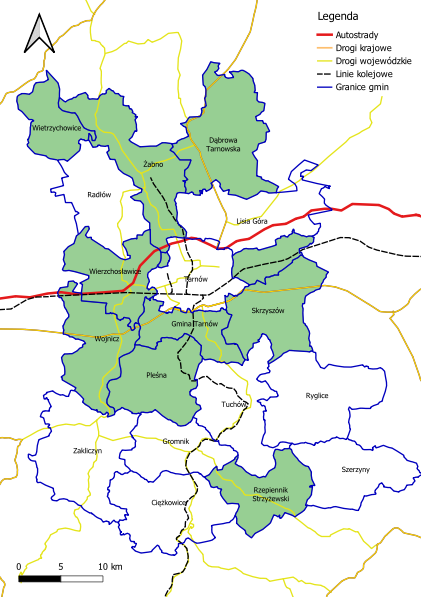 Legenda
Autostrady
Drogi krajowe
Drogi wojewódzkie
Linie kolejowe
Granice gmin
Wietrzychowice
Dąbrowa
Tarnowska
Żabno
Radłów
Lisia Góra
Wierzchosławice
Tarnów
Skrzyszów
Gmina Tarnów
Wojnicz
Pleśna
Ryglice
Tuchów
Gromnik
Zakliczyn
Szerzyny
Rzepiennik
Strzyżewski
Ciężkowice
0 5 10 km